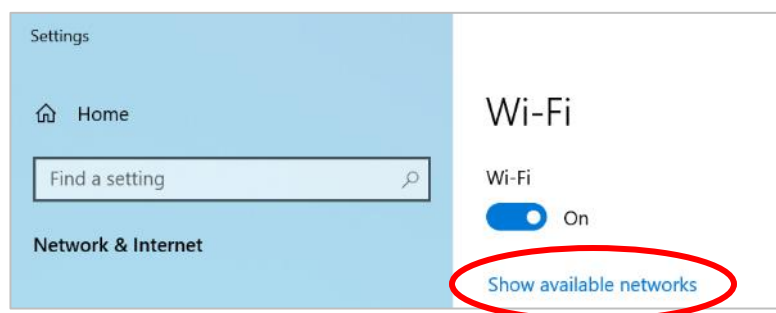 Settings
Home
Find a setting
Network & Internet
Wi-Fi
Wi-Fi
On
Show available networks